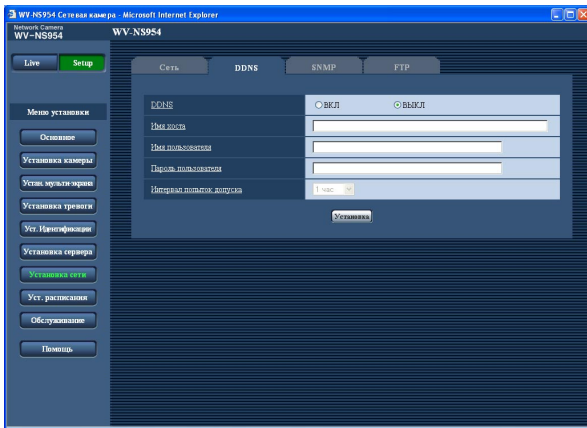 WV-NS954 Сетевая камера - Microsoft Internet Explorer
Network Camera
WV-NS954
WV-NS954
Live Setup
Сеть DDNS SNMP FTP
Меню установки
Основное
Установка камеры
Устан. мульти-экрана
Установка тревоги
Уст. Идентификации
Установка сервера
Установка сети
Уст. расписания
Обслуживание
Помощь
DDNS ВКЛ ВЫКЛ
Имя хоста
Имя пользователя
Пароль пользователя
Интервал попыток допуска 1 час
Установка